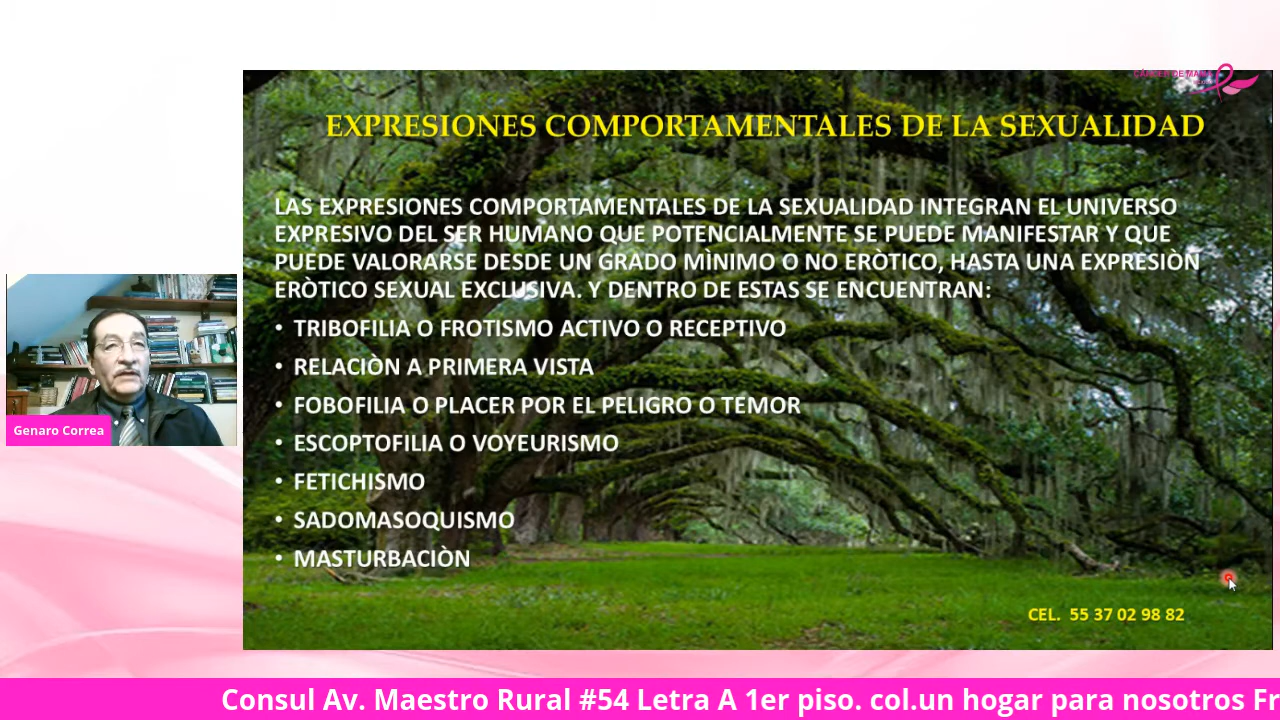 CÁNCER DE MAMA
EXPRESIONES COMPORTAMENTALES DE LA SEXUALIDAD
LAS EXPRESIONES COMPORTAMENTALES DE LA SEXUALIDAD INTEGRAN EL UNIVERSO
EXPRESIVO DEL SER HUMANO QUE POTENCIALMENTE SE PUEDE MANIFESTAR Y QUE
PUEDE VALORARSE DESDE UN GRADO MÌNIMO O NO ERÒTICO, HASTA UNA EXPRESIÒN
ERÒTICO SEXUAL EXCLUSIVA. Y DENTRO DE ESTAS SE ENCUENTRAN:
• TRIBOFILIA O FROTISMO ACTIVO O RECEPTIVO
• RELACIÒN A PRIMERA VISTA
• FOBOFILIA O PLACER POR EL PELIGRO O TEMOR
• ESCOPTOFILIA O VOYEURISMO
• FETICHISMO
• SADOMASOQUISMO
• MASTURBACIÒN
CEL. 55 37 02 98 82
Genaro Correa
Consul Av. Maestro Rural #54 Letra A 1er piso. col.un hogar para nosotros Fr